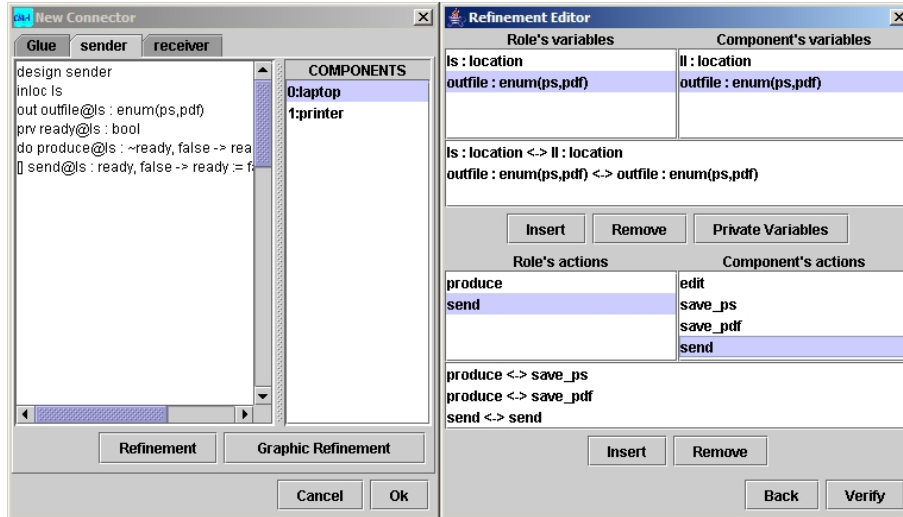 New Connector
Glue sender receiver
design sender
inloc ls
out outfile@ls : enum(ps,pdf)
prv ready@ls : bool
do produce@ls : ~ready, false -> rea
[] send@ls : ready, false -> ready := fa
COMPONENTS
0:laptop
1:printer
Refinement Graphic Refinement
Cancel Ok
Refinement Editor
Role's variables Component's variables
ls : location ll : location
outfile : enum(ps,pdf) outfile : enum(ps,pdf)
ls : location <-> ll : location
outfile : enum(ps,pdf) <-> outfile : enum(ps,pdf)
Insert Remove Private Variables
Role's actions Component's actions
produce edit
send save_ps
save_pdf
send
produce <-> save_ps
produce <-> save_pdf
send <-> send
Insert Remove
Back Verify